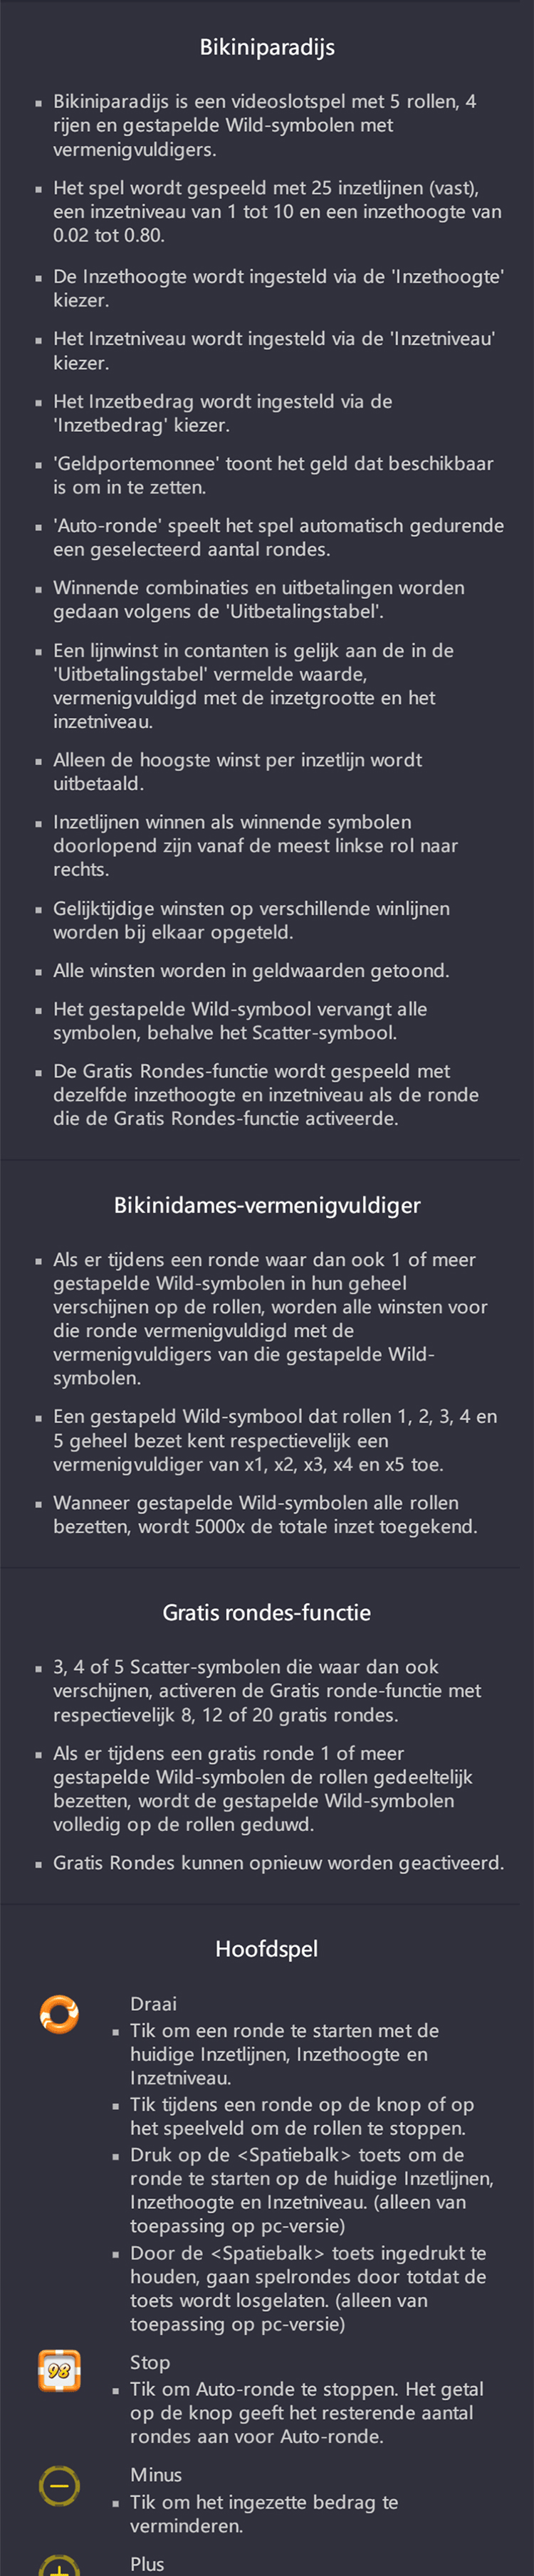 Bikiniparadijs
▪ Bikiniparadijs is een videoslotspel met 5 rollen, 4
rijen en gestapelde Wild-symbolen met
vermenigvuldigers.
▪ Het spel wordt gespeeld met 25 inzetlijnen (vast),
een inzetniveau van 1 tot 10 en een inzethoogte van
0.02 tot 0.80.
▪ De Inzethoogte wordt ingesteld via de 'Inzethoogte'
kiezer.
▪ Het Inzetniveau wordt ingesteld via de 'Inzetniveau'
kiezer.
▪ Het Inzetbedrag wordt ingesteld via de
'Inzetbedrag' kiezer.
▪ 'Geldportemonnee' toont het geld dat beschikbaar
is om in te zetten.
▪ 'Auto-ronde' speelt het spel automatisch gedurende
een geselecteerd aantal rondes.
▪ Winnende combinaties en uitbetalingen worden
gedaan volgens de 'Uitbetalingstabel'.
▪ Een lijnwinst in contanten is gelijk aan de in de
'Uitbetalingstabel' vermelde waarde,
vermenigvuldigd met de inzetgrootte en het
inzetniveau.
▪ Alleen de hoogste winst per inzetlijn wordt
uitbetaald.
▪ Inzetlijnen winnen als winnende symbolen
doorlopend zijn vanaf de meest linkse rol naar
rechts.
▪ Gelijktijdige winsten op verschillende winlijnen
worden bij elkaar opgeteld.
▪ Alle winsten worden in geldwaarden getoond.
▪ Het gestapelde Wild-symbool vervangt alle
symbolen, behalve het Scatter-symbool.
▪ De Gratis Rondes-functie wordt gespeeld met
dezelfde inzethoogte en inzetniveau als de ronde
die de Gratis Rondes-functie activeerde.
Bikinidames-vermenigvuldiger
▪ Als er tijdens een ronde waar dan ook 1 of meer
gestapelde Wild-symbolen in hun geheel
verschijnen op de rollen, worden alle winsten voor
die ronde vermenigvuldigd met de
vermenigvuldigers van die gestapelde Wild-
symbolen.
▪ Een gestapeld Wild-symbool dat rollen 1, 2, 3, 4 en
5 geheel bezet kent respectievelijk een
vermenigvuldiger van x1, x2, x3, x4 en x5 toe.
▪ Wanneer gestapelde Wild-symbolen alle rollen
bezetten, wordt 5000x de totale inzet toegekend.
Gratis rondes-functie
▪ 3, 4 of 5 Scatter-symbolen die waar dan ook
verschijnen, activeren de Gratis ronde-functie met
respectievelijk 8, 12 of 20 gratis rondes.
▪ Als er tijdens een gratis ronde 1 of meer
gestapelde Wild-symbolen de rollen gedeeltelijk
bezetten, wordt de gestapelde Wild-symbolen
volledig op de rollen geduwd.
▪ Gratis Rondes kunnen opnieuw worden geactiveerd.
Hoofdspel
Draai
▪ Tik om een ronde te starten met de
huidige Inzetlijnen, Inzethoogte en
Inzetniveau.
▪ Tik tijdens een ronde op de knop of op
het speelveld om de rollen te stoppen.
▪ Druk op de <Spatiebalk> toets om de
ronde te starten op de huidige Inzetlijnen,
Inzethoogte en Inzetniveau. (alleen van
toepassing op pc-versie)
▪ Door de <Spatiebalk> toets ingedrukt te
houden, gaan spelrondes door totdat de
toets wordt losgelaten. (alleen van
toepassing op pc-versie)
98
Stop
▪ Tik om Auto-ronde te stoppen. Het getal
op de knop geeft het resterende aantal
rondes aan voor Auto-ronde.
Minus
▪ Tik om het ingezette bedrag te
verminderen.
Plus